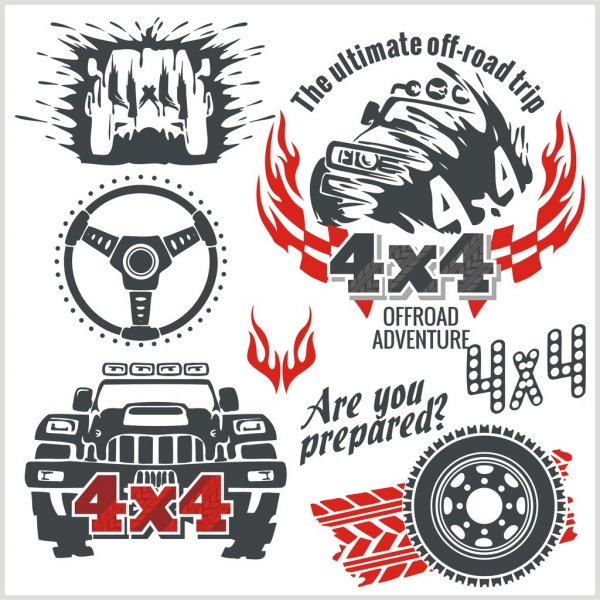 The ultimate off-road trip
4x4
4x4
OFFROAD
ADVENTURE
4x4
Are you
prepared?
4x4